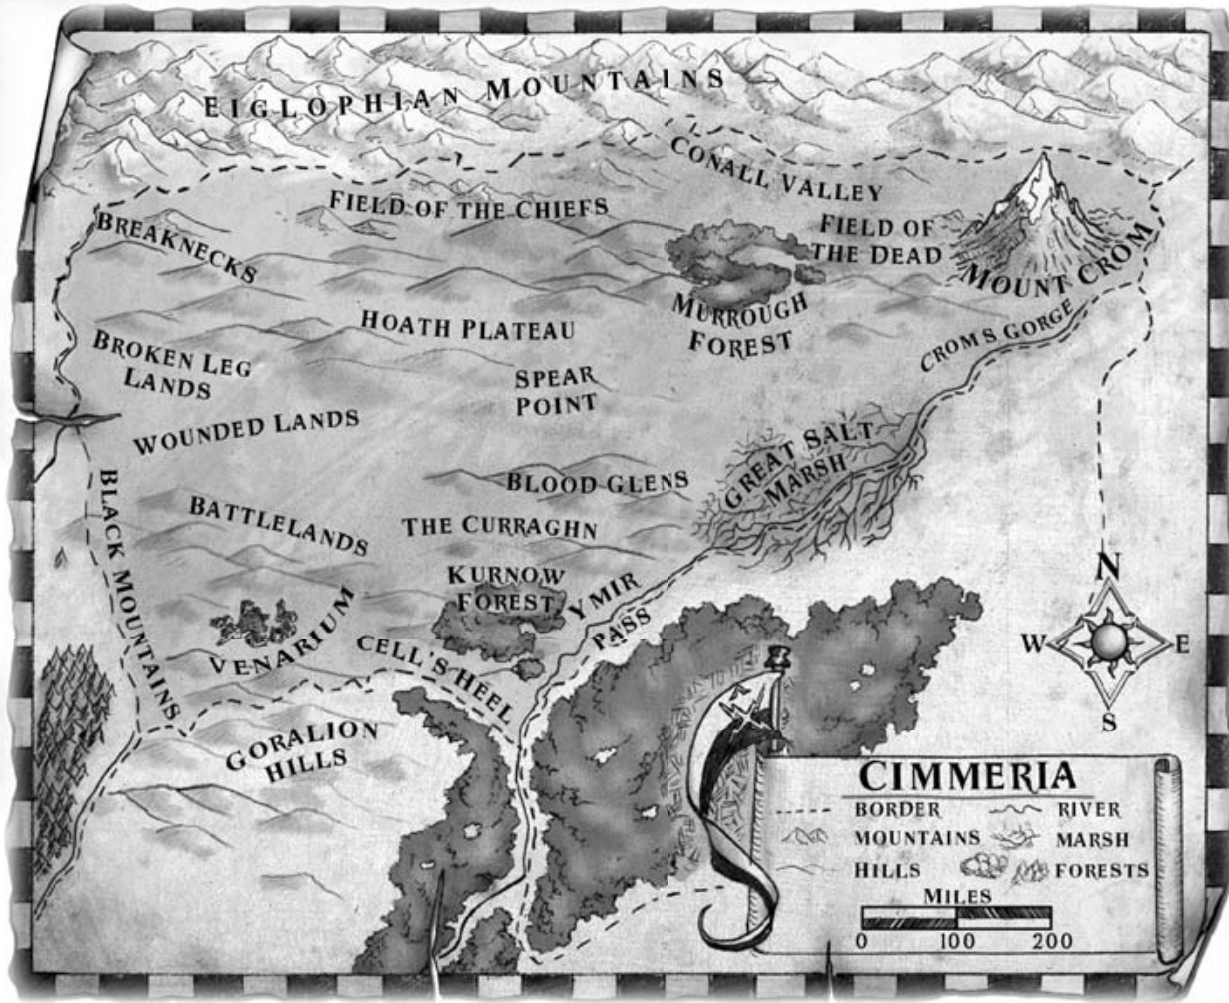 EIGLOPHIAN MOUNTAINS
CONALL VALLEY
FIELD OF THE CHIEFS
BREAKNECKS
FIELD OF
THE DEAD
MOUNT CROM
MURROUGH
FOREST
HOATH PLATEAU
CROMS GORGE
BROKEN LEG
LANDS
SPEAR
POINT
WOUNDED LANDS
GREAT SALT
MARSH
BLOOD GLENS
BLACK MOUNTAINS
BATTLELANDS
THE CURRAGHN
KURNOW
FOREST
YMIR
PASS
VENARIUM
CELL'S HEEL
GORALION
HILLS
N
W
E
S
CIMMERIA
BORDER
RIVER
MOUNTAINS
MARSH
HILLS
FORESTS
MILES
0 100 200